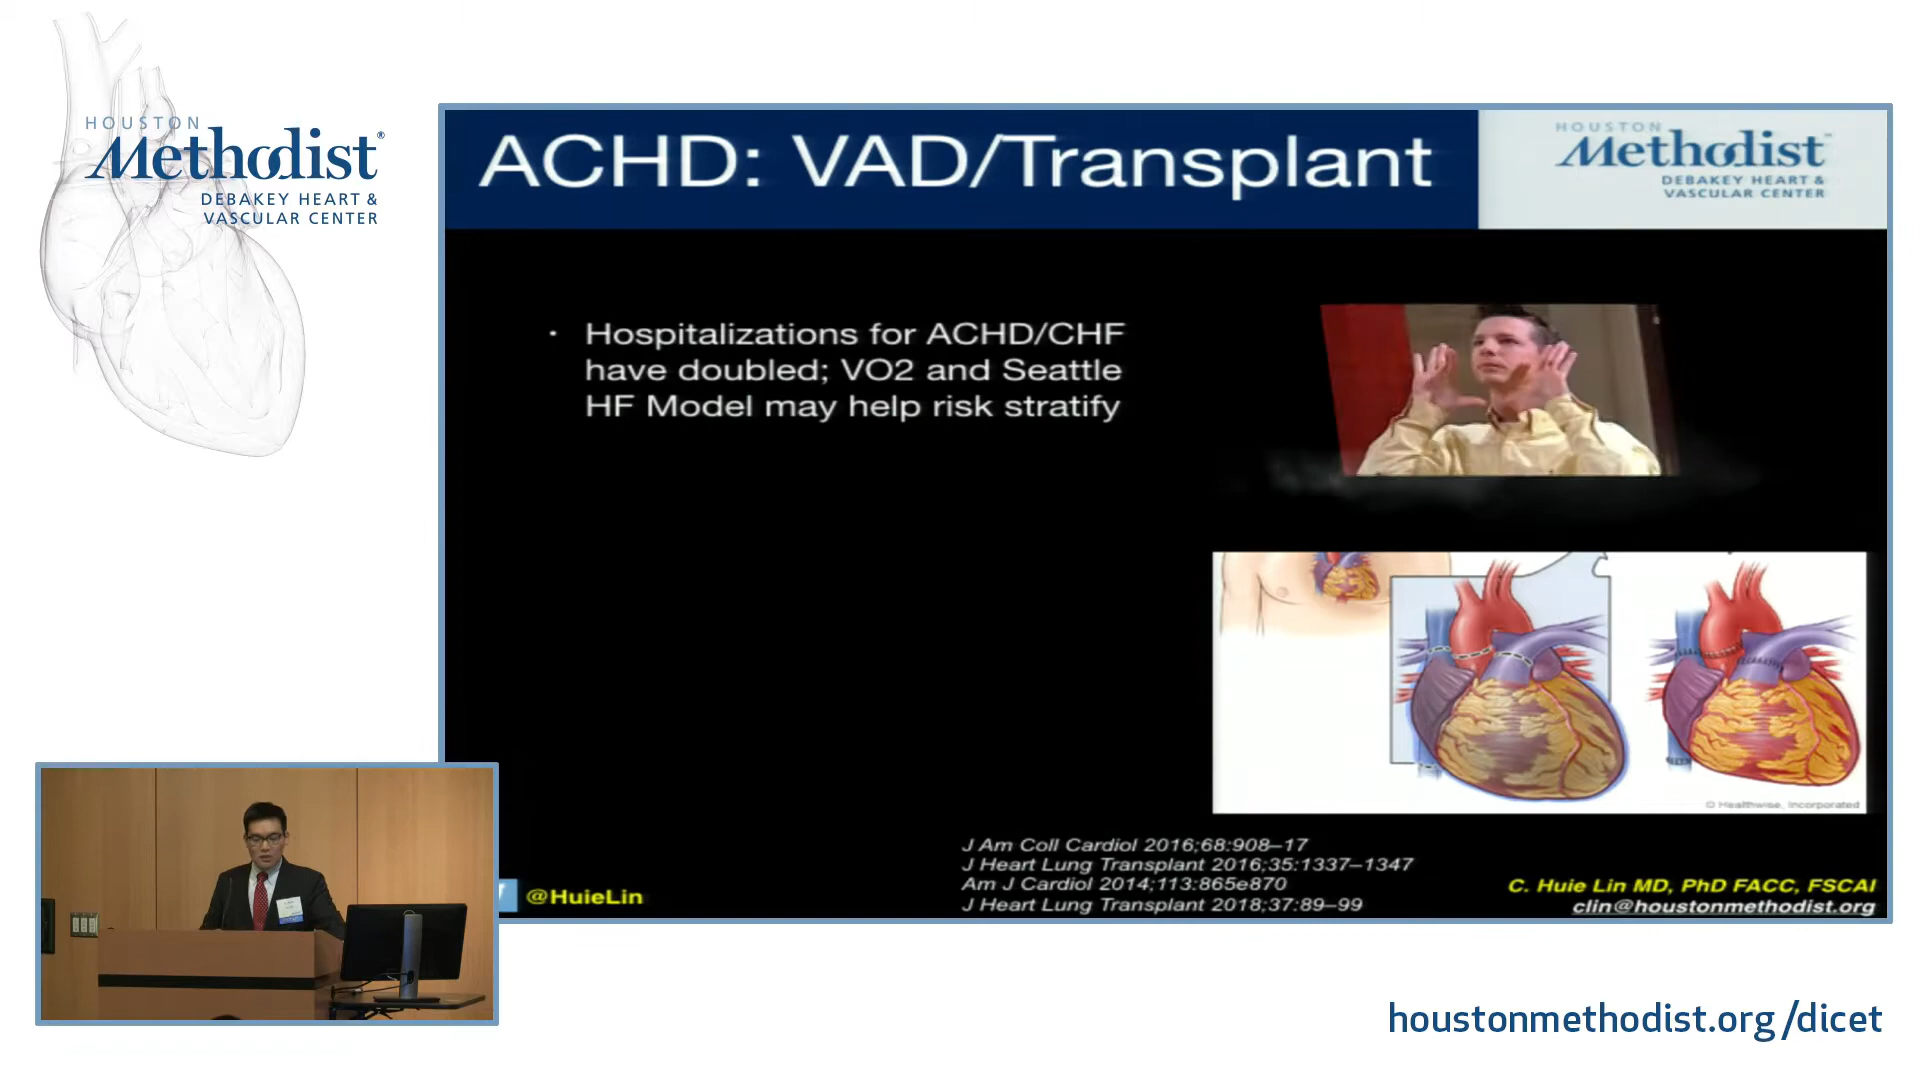 HOUSTON
Methodist®
DEBAKEY HEART &
VASCULAR CENTER
ACHD: VAD/Transplant
HOUSTON
Methodist
DEBAKEY HEART &
VASCULAR CENTER
· Hospitalizations for ACHD/CHF
have doubled; VO2 and Seattle
HF Model may help risk stratify
© Healthwise, Incorporated
J Am Coll Cardiol 2016;68:908–17
J Heart Lung Transplant 2016;35:1337–1347
Am J Cardiol 2014;113:865e870
J Heart Lung Transplant 2018;37:89–99
@HuieLin
C. Huie Lin MD, PhD FACC, FSCAI
clin@houstonmethodist.org
houstonmethodist.org/dicet